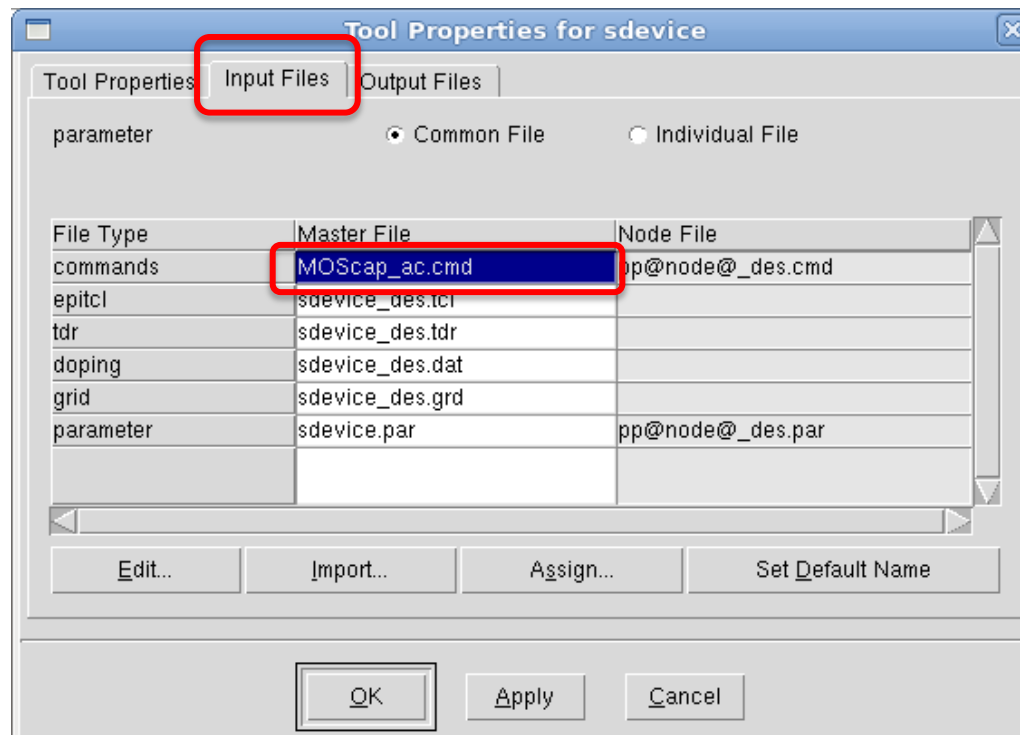 Tool Properties for sdevice
Tool Properties Input Files Output Files
parameter Common File Individual File
File Type Master File Node File
commands MOScap_ac.cmd pp@node@_des.cmd
epitcl sdevice_des.tcl
tdr sdevice_des.tdr
doping sdevice_des.dat
grid sdevice_des.grd
parameter sdevice.par pp@node@_des.par
Edit... Import... Assign... Set Default Name
OK Apply Cancel